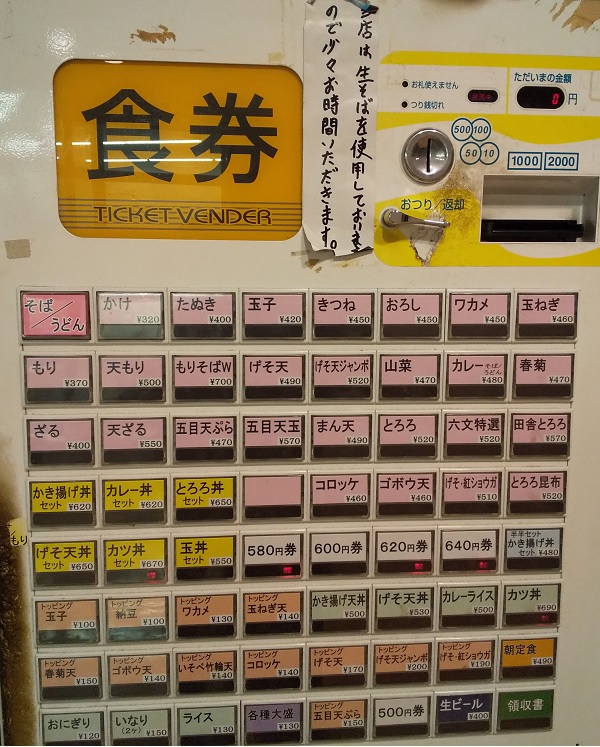 食券
TICKET VENDER
当店は生そばを使用しております
ので少々お時間いただきます。
お札使えません
つり銭切れ
ただいまの金額
0 円
500 100
50 10
1000 2000
おつり/返却
そば/うどん
かけ ¥320
たぬき ¥400
玉子 ¥420
きつね ¥450
おろし ¥450
ワカメ ¥450
玉ねぎ ¥460
もり ¥370
天もり ¥500
もりそばW ¥700
げそ天 ¥490
げそ天ジャンボ ¥520
山菜 ¥470
カレー そば/うどん ¥480
春菊 ¥470
ざる ¥400
天ざる ¥550
五目天ぷら ¥470
五目天玉 ¥570
まん天 ¥490
とろろ ¥520
六文特選 ¥520
田舎とろろ ¥570
かき揚げ丼
セット ¥620
カレー丼
セット ¥620
とろろ丼
セット ¥650
コロッケ ¥460
ゴボウ天 ¥460
げそ・紅ショウガ ¥510
とろろ昆布 ¥520
もり
げそ天丼
セット ¥650
カツ丼
セット ¥670
玉丼
セット ¥550
580円券
600円券
620円券
640円券
半半セット
かき揚げ丼
¥480
トッピング
玉子 ¥100
トッピング
納豆 ¥100
トッピング
ワカメ ¥130
トッピング
玉ねぎ天 ¥140
かき揚げ天丼 ¥500
げそ天丼 ¥530
カレーライス ¥500
カツ丼 ¥690
トッピング
春菊天 ¥150
トッピング
ゴボウ天 ¥140
トッピング
いそべ竹輪天 ¥140
トッピング
コロッケ ¥140
トッピング
げそ天 ¥170
トッピング
げそ天ジャンボ ¥200
トッピング
げそ・紅ショウガ ¥190
朝定食 ¥490
おにぎり ¥120
いなり
(2ケ) ¥150
ライス ¥130
各種大盛 ¥130
トッピング
五目天ぷら ¥150
500円券
生ビール ¥400
領収書